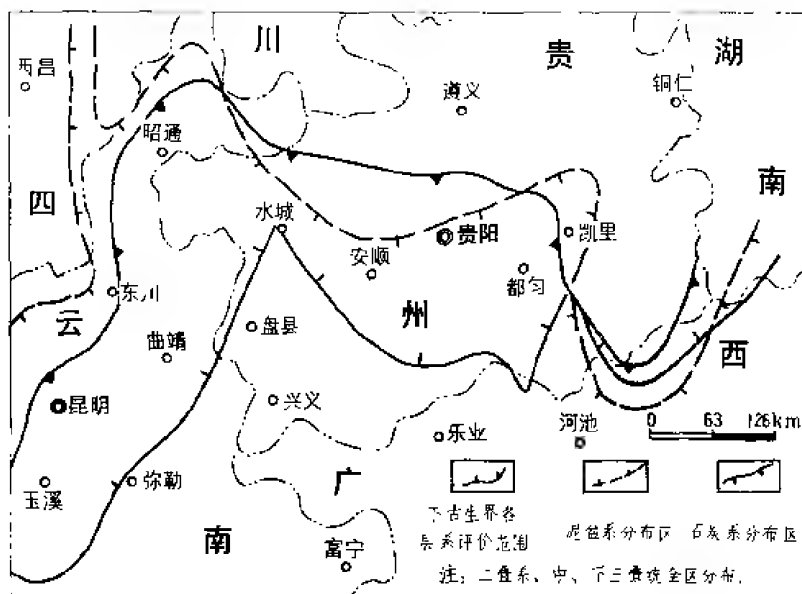 川
贵
湖
西昌
遵义
铜仁
昭通
四
南
水城
贵阳
凯里
安顺
都匀
东川
云
州
盘县
曲靖
西
昆明
兴义
乐业
河池
0 63 126km
玉溪
弥勒
广
南
富宁
下古生界各
层系评价范围
泥盆系分布区
石炭系分布区
注：二叠系、中、下三叠统全区分布.